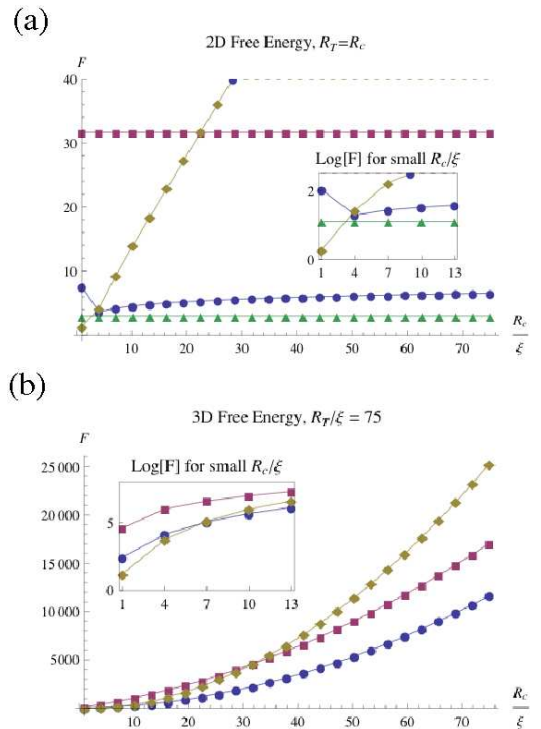 (a)
2D Free Energy, R_T=R_c
F
40
30
20
10
Log[F] for small R_c/ξ
2
0
1 4 7 10 13
10 20 30 40 50 60 70
R_c/ξ
(b)
3D Free Energy, R_T/ξ = 75
F
25 000
20 000
15 000
10 000
5000
Log[F] for small R_c/ξ
5
0
1 4 7 10 13
10 20 30 40 50 60 70
R_c/ξ